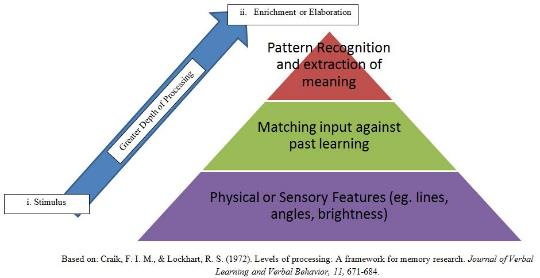 ii. Enrichment or Elaboration
Pattern Recognition
and extraction of
meaning
Greater Depth of Processing
Matching input against
past learning
i. Stimulus
Physical or Sensory Features (eg. lines,
angles, brightness)
Based on: Craik, F. I. M., & Lockhart, R. S. (1972). Levels of processing: A framework for memory research. Journal of Verbal
Learning and Verbal Behavior, 11, 671-684.